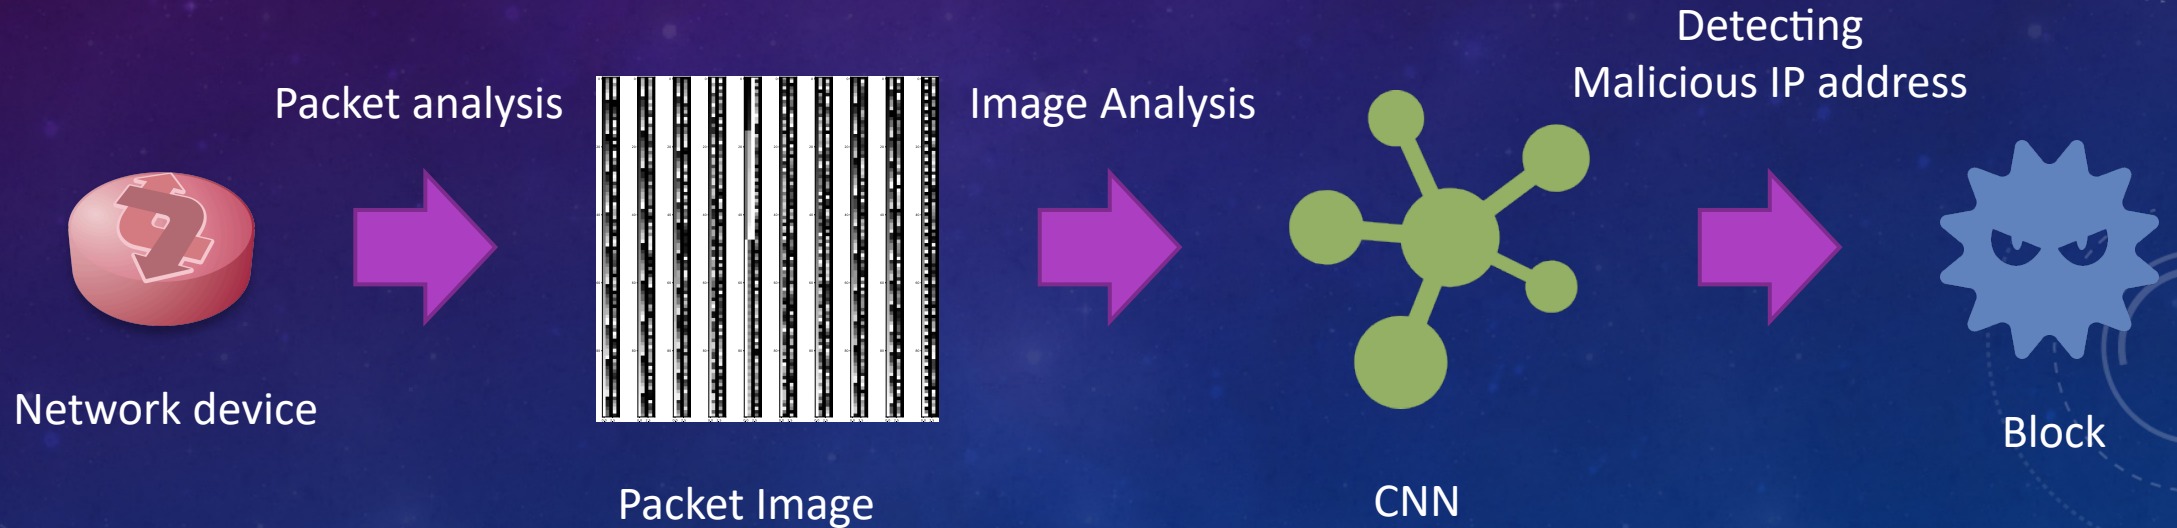 Packet analysis
Image Analysis
Detecting
Malicious IP address
Network device
Packet Image
CNN
Block